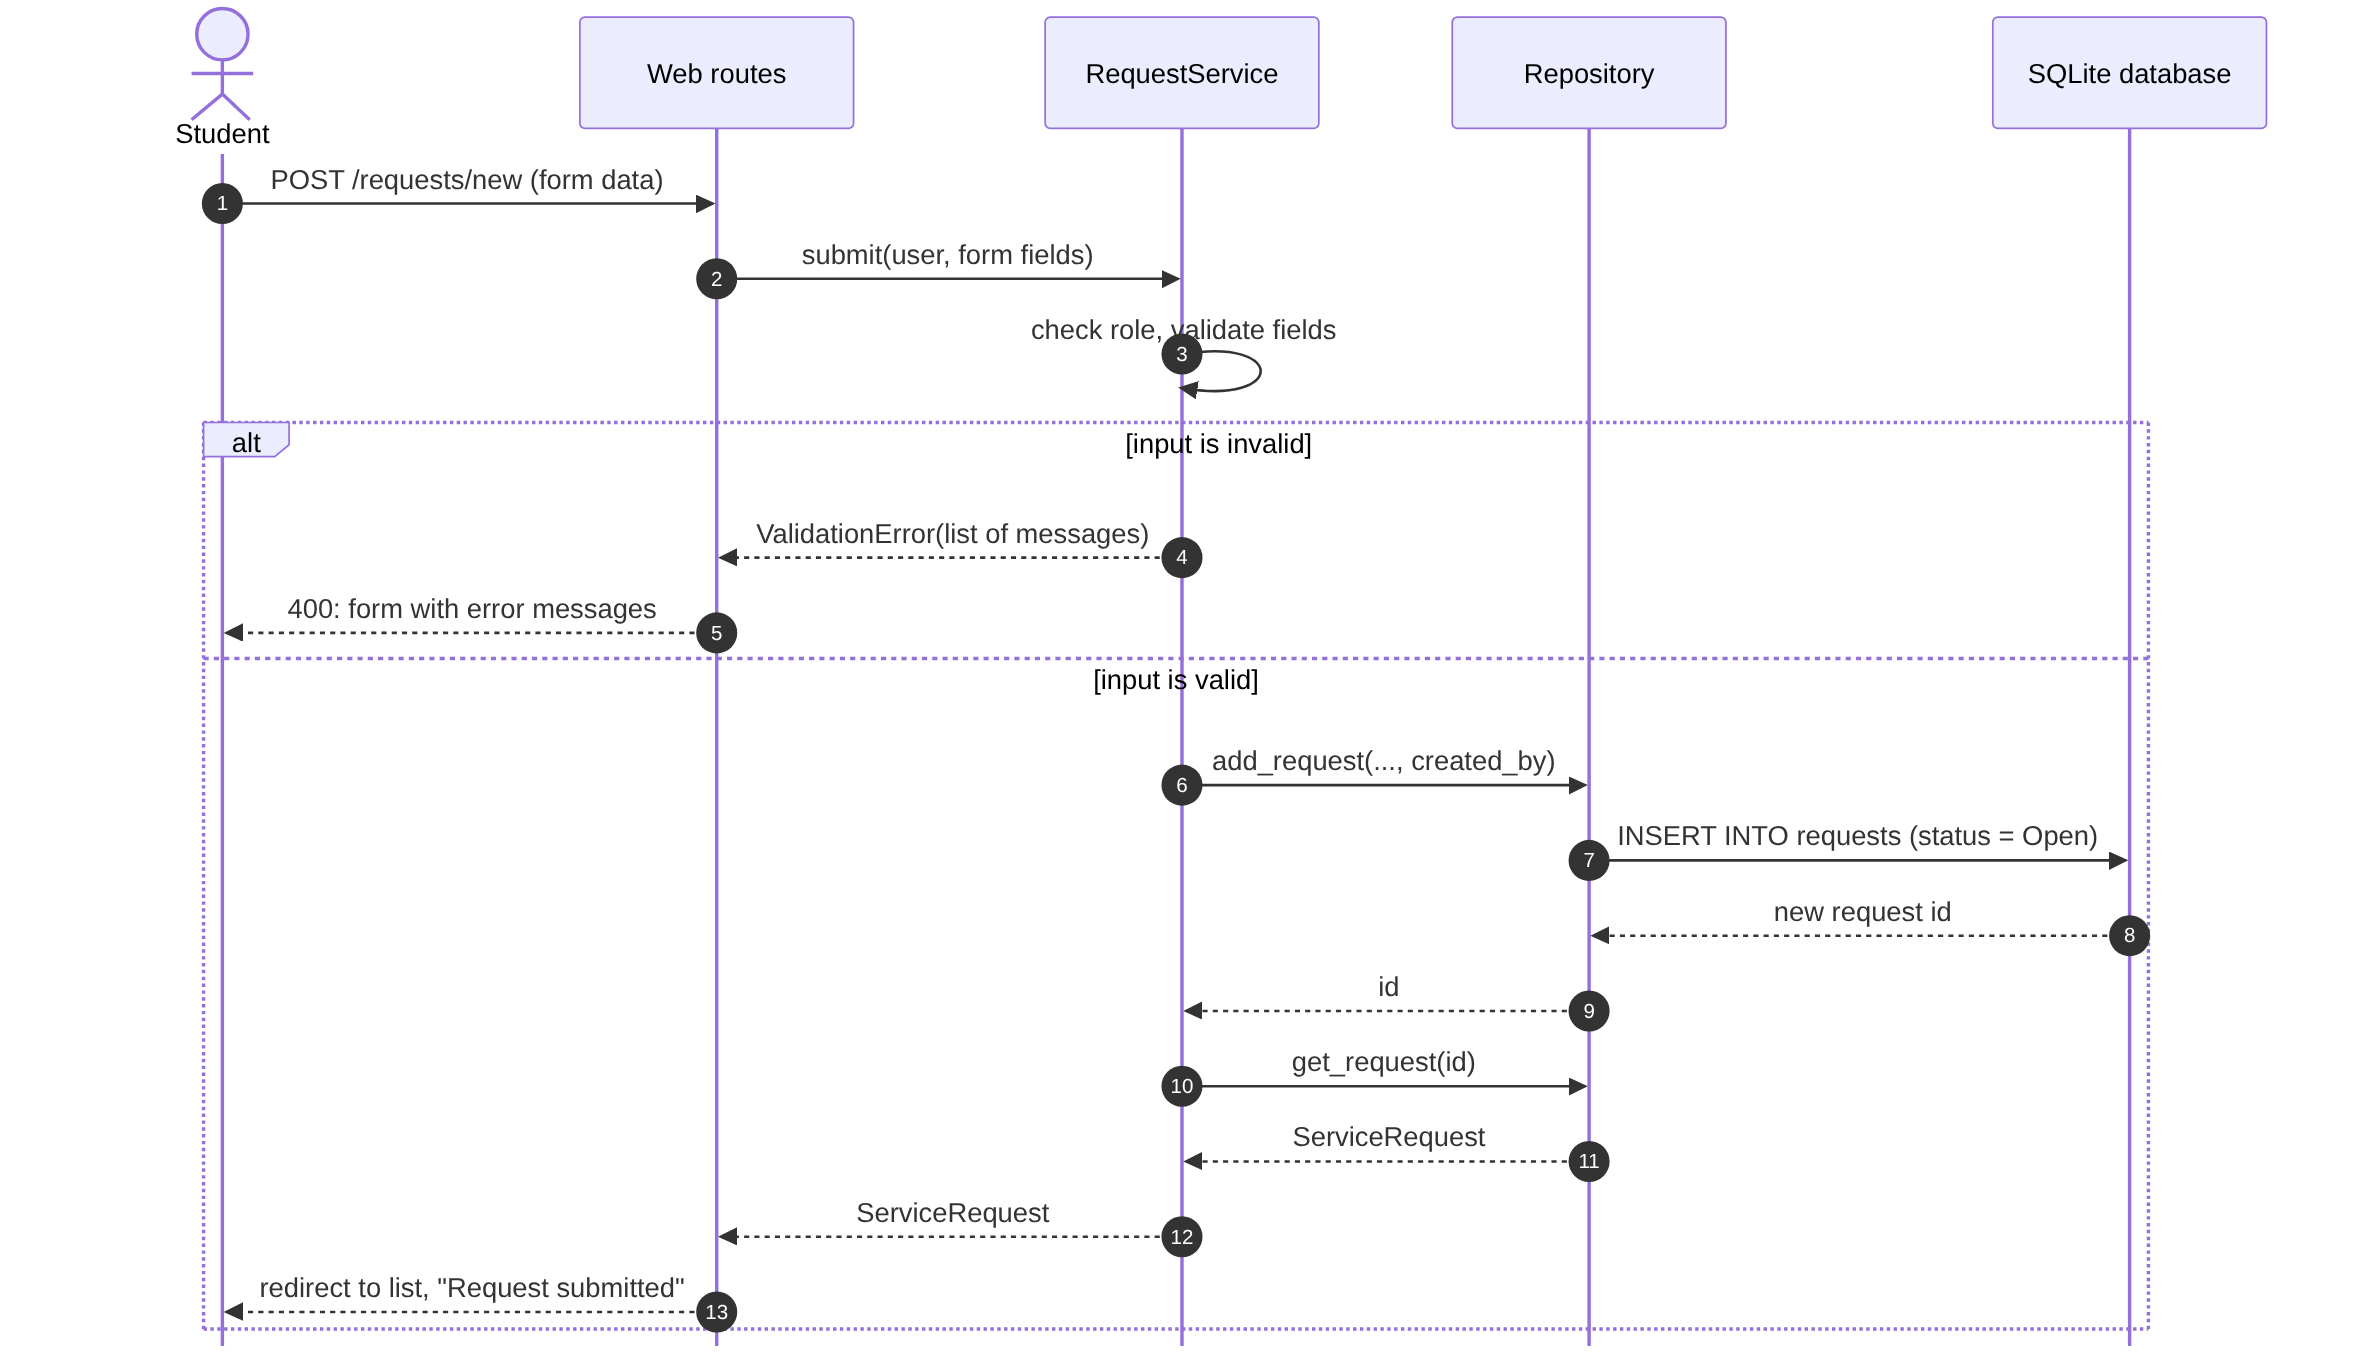 Student
Web routes
RequestService
Repository
SQLite database
POST /requests/new (form data)
1
submit(user, form fields)
2
check role, validate fields
3
alt
[input is invalid]
ValidationError(list of messages)
4
400: form with error messages
5
[input is valid]
add_request(..., created_by)
6
INSERT INTO requests (status = Open)
7
new request id
8
id
9
get_request(id)
10
ServiceRequest
11
ServiceRequest
12
redirect to list, "Request submitted"
13